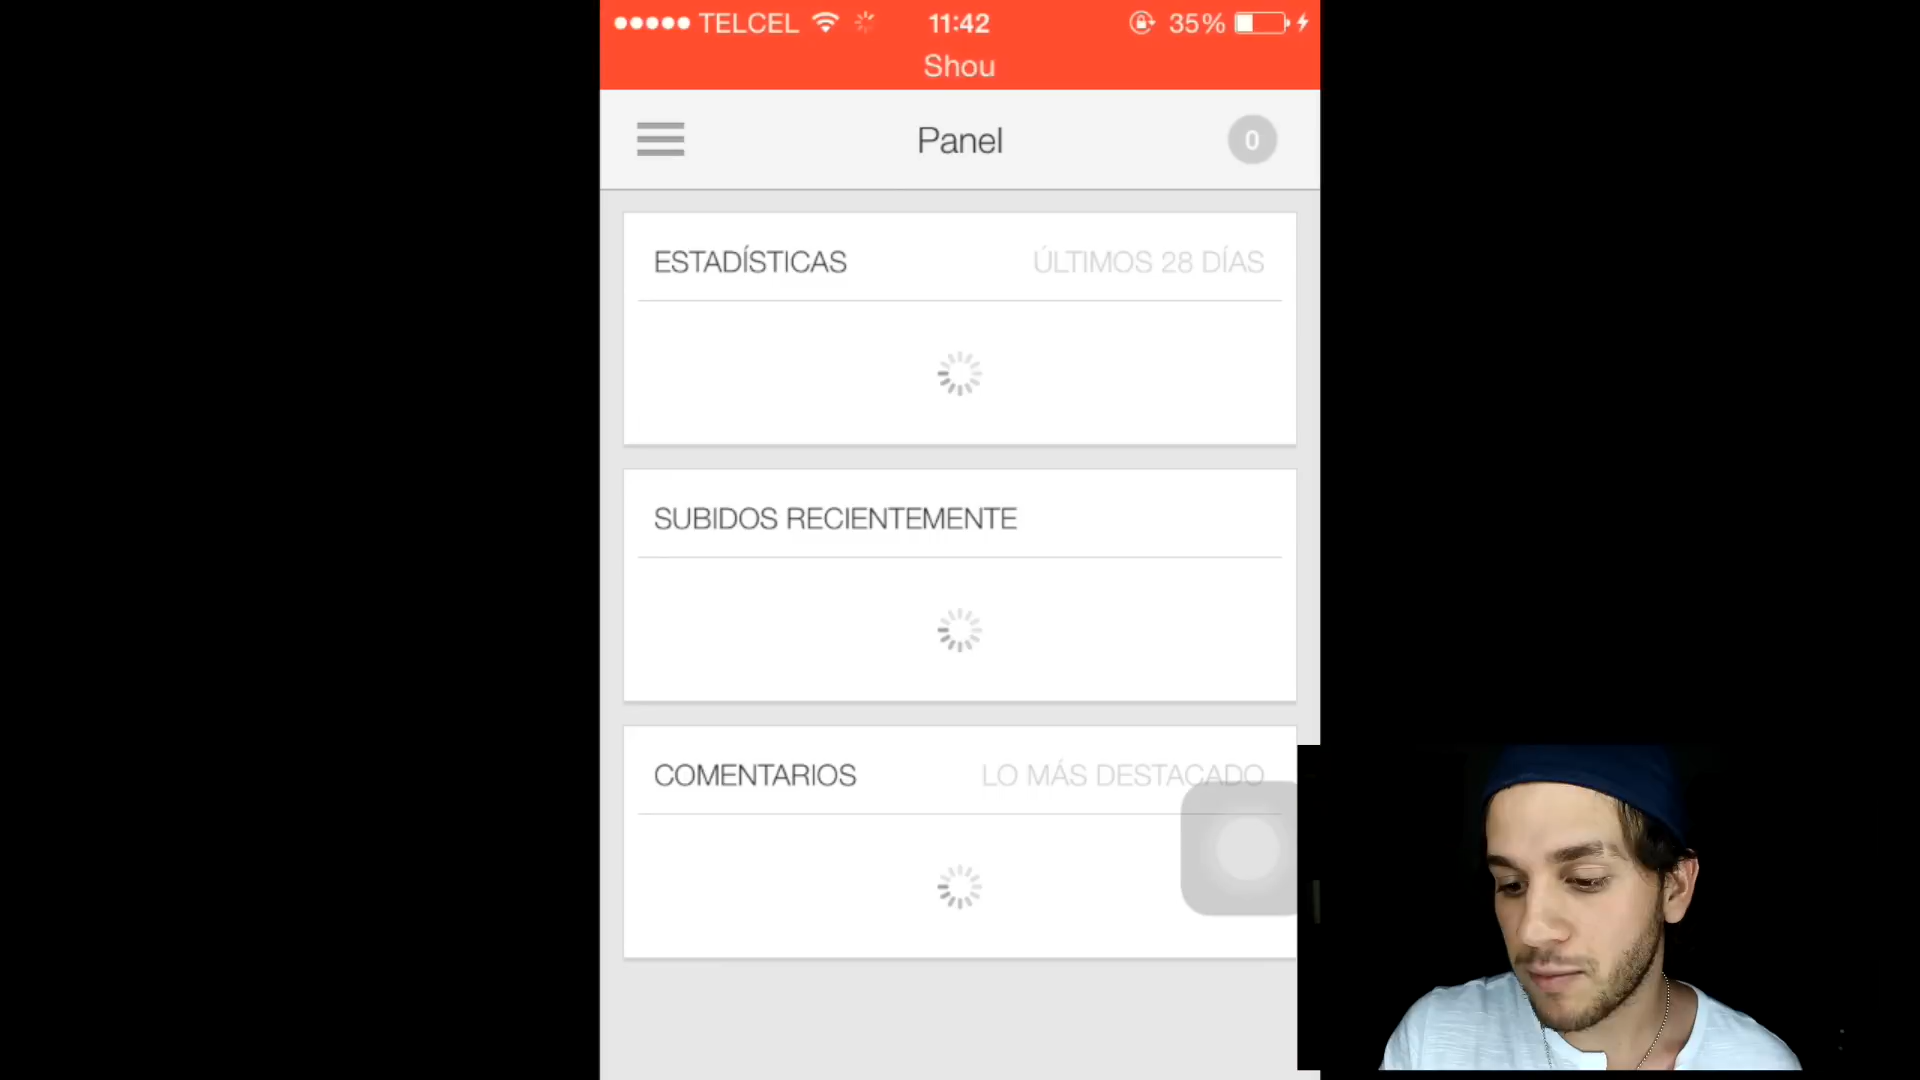 TELCEL 11:42 35%
Shou
Panel 0
ESTADÍSTICAS ÚLTIMOS 28 DÍAS
SUBIDOS RECIENTEMENTE
COMENTARIOS LO MÁS DESTACADO